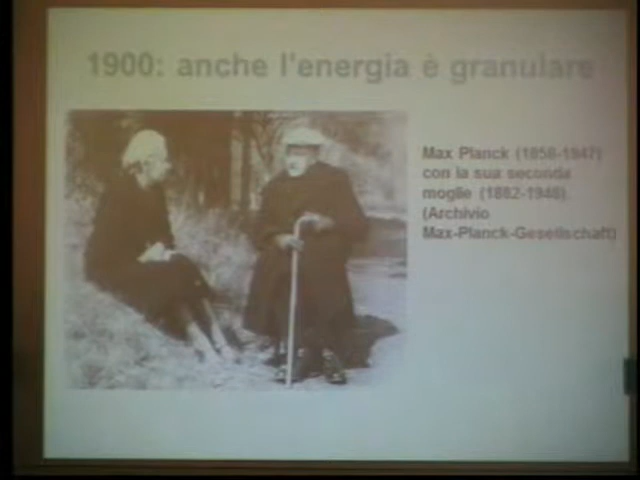 1900: anche l'energia è granulare
Max Planck (1858-1947)
con la sua seconda
moglie (1882-1948)
(Archivio
Max-Planck-Gesellschaft)